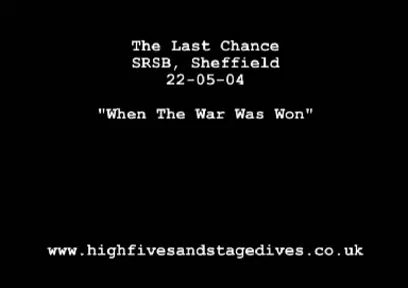 The Last Chance
SRSB, Sheffield
22-05-04
"When The War Was Won"
www.highfivesandstagedives.co.uk